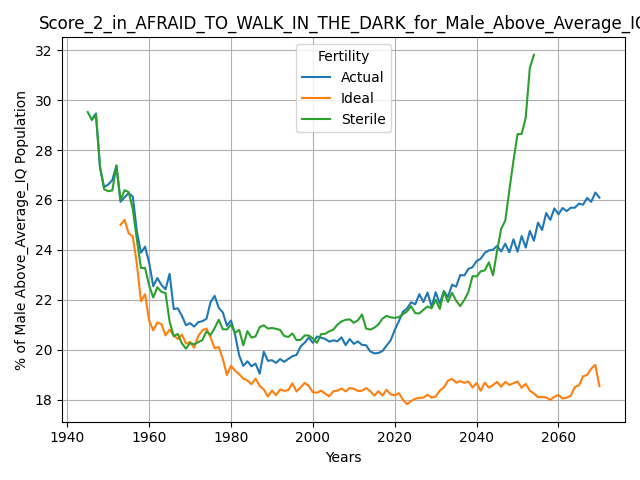 Score_2_in_AFRAID_TO_WALK_IN_THE_DARK_for_Male_Above_Average_IQ
Fertility
Actual
Ideal
Sterile
% of Male Above_Average_IQ Population
32
30
28
26
24
22
20
18
1940
1960
1980
2000
2020
2040
2060
Years